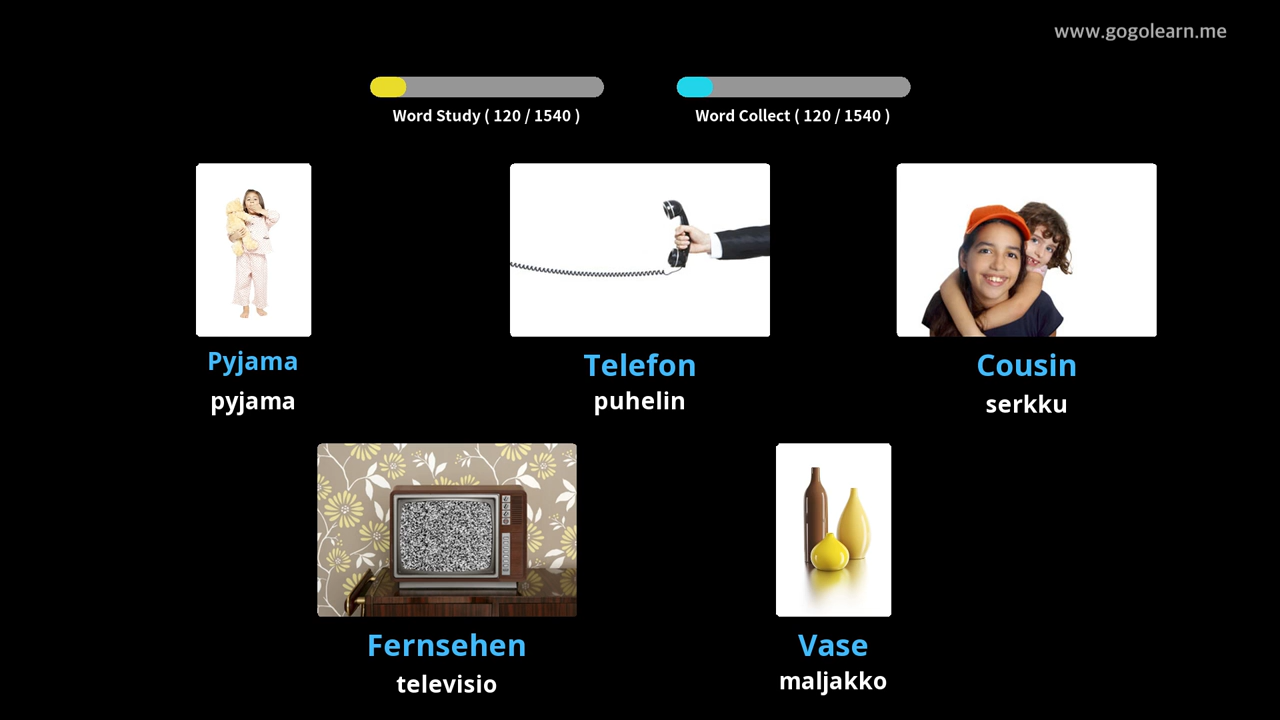 www.gogolearn.me
Word Study ( 120 / 1540 )
Word Collect ( 120 / 1540 )
Pyjama
pyjama
Telefon
puhelin
Cousin
serkku
Fernsehen
televisio
Vase
maljakko